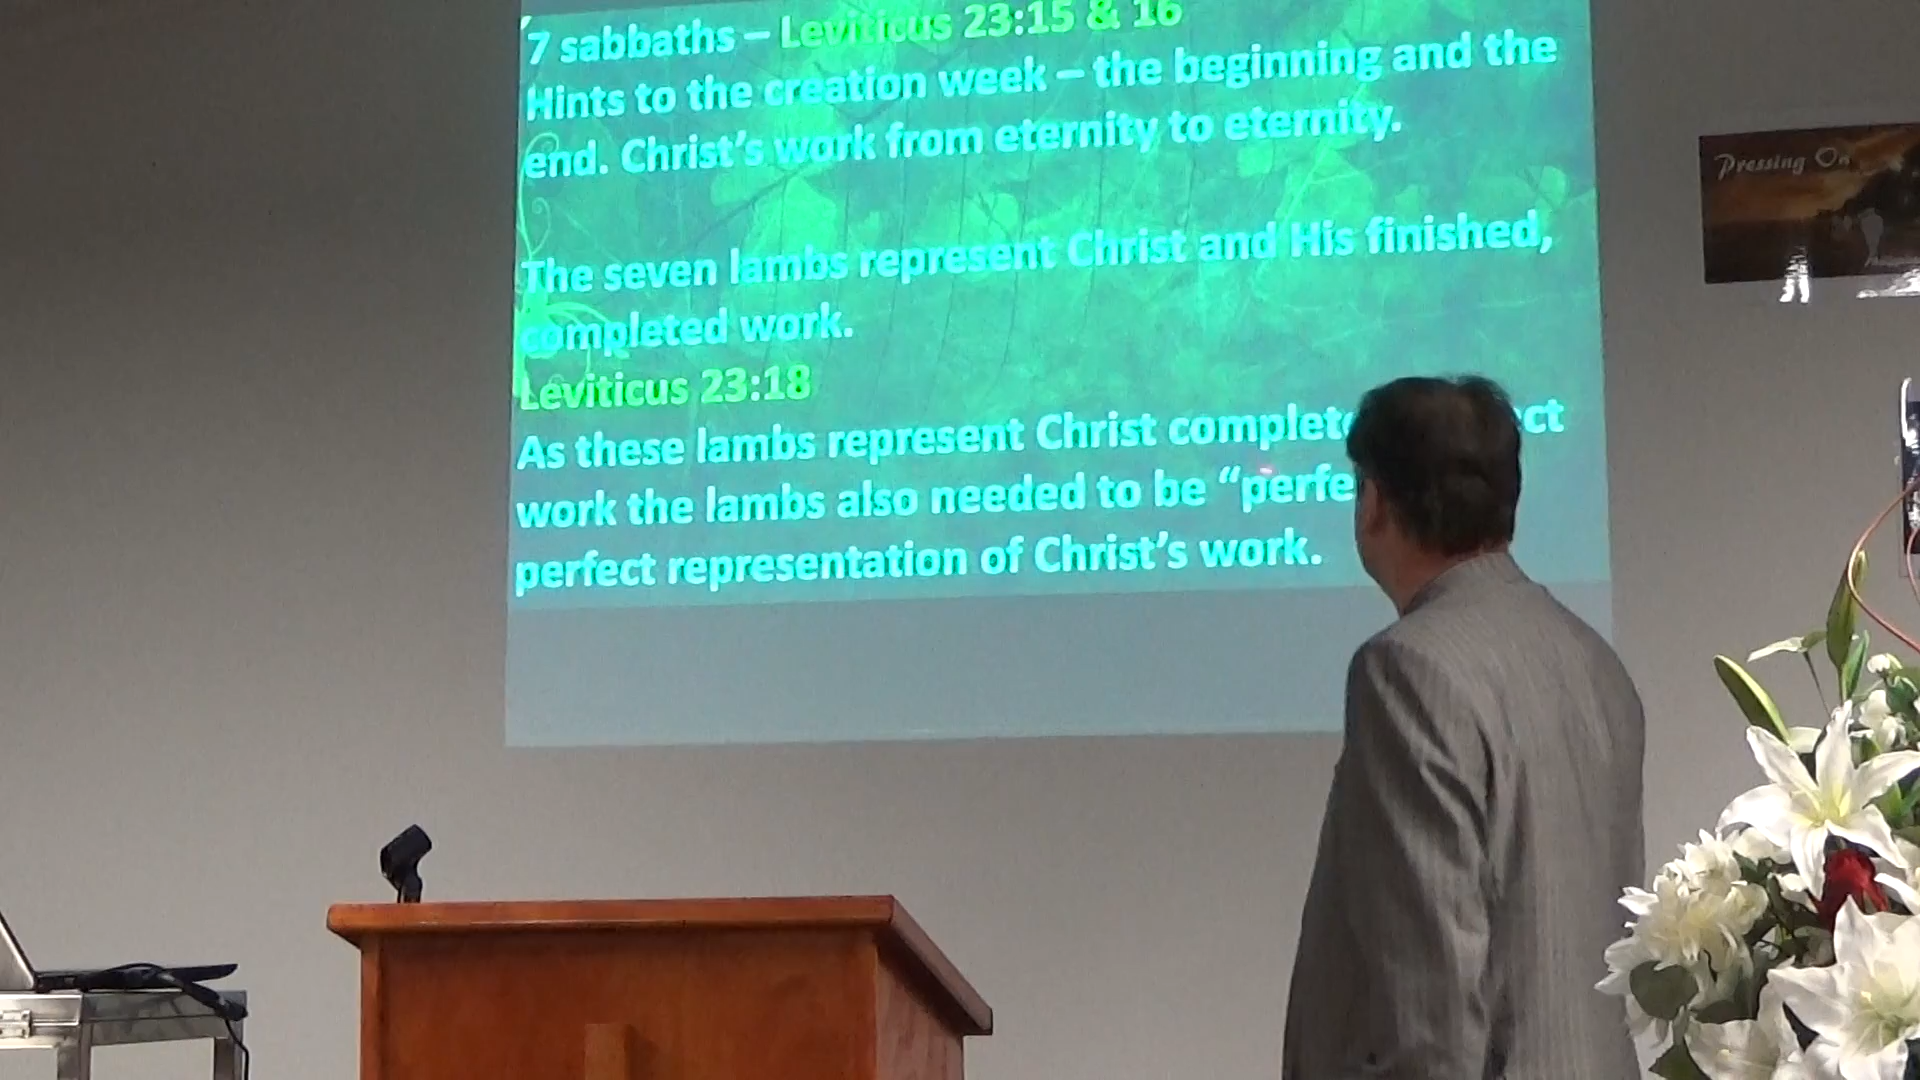 7 sabbaths – Leviticus 23:15 & 16
Hints to the creation week – the beginning and the
end. Christ's work from eternity to eternity.
The seven lambs represent Christ and His finished,
completed work.
Leviticus 23:18
As these lambs represent Christ
work the lambs also needed to be
perfect representation of Christ's work.
Pressing On